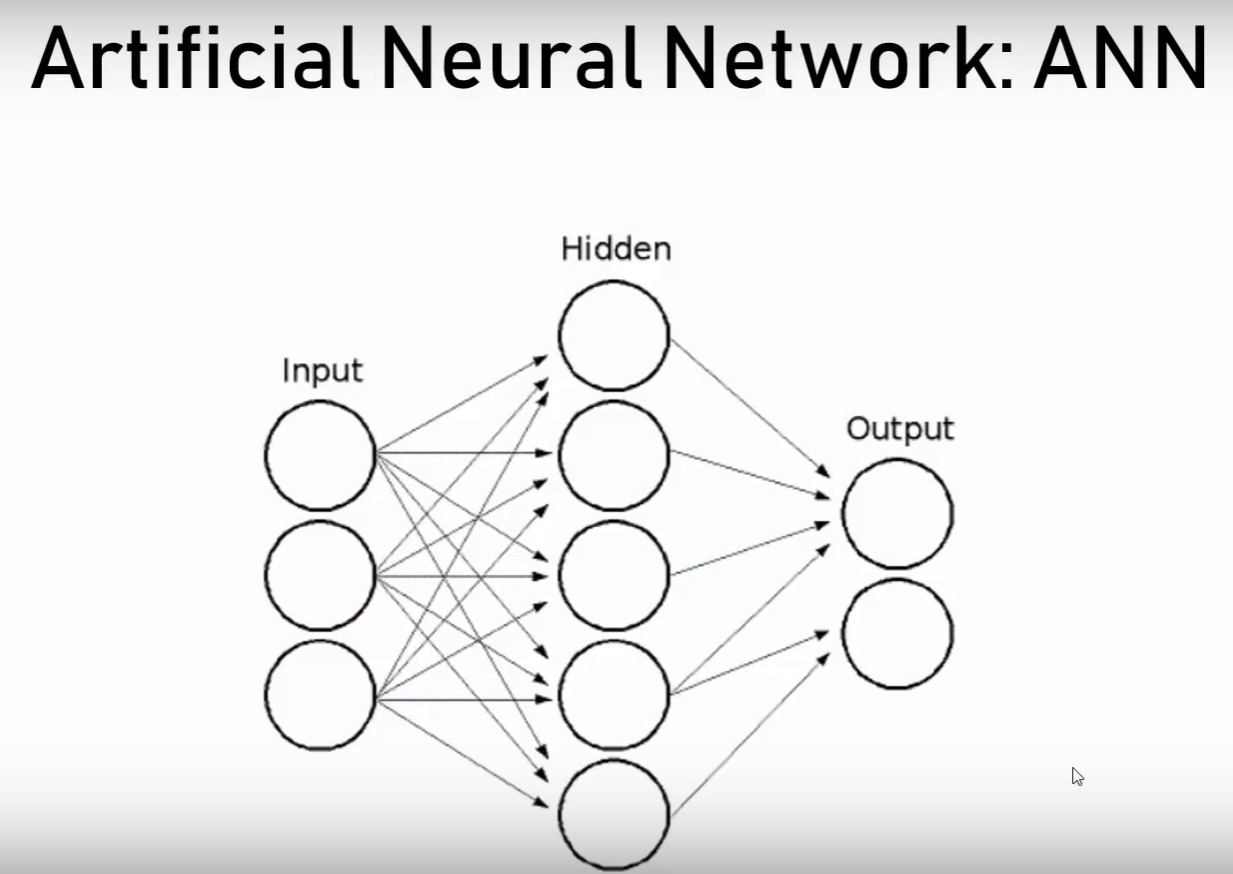 Artificial Neural Network: ANN
Hidden
Input
Output